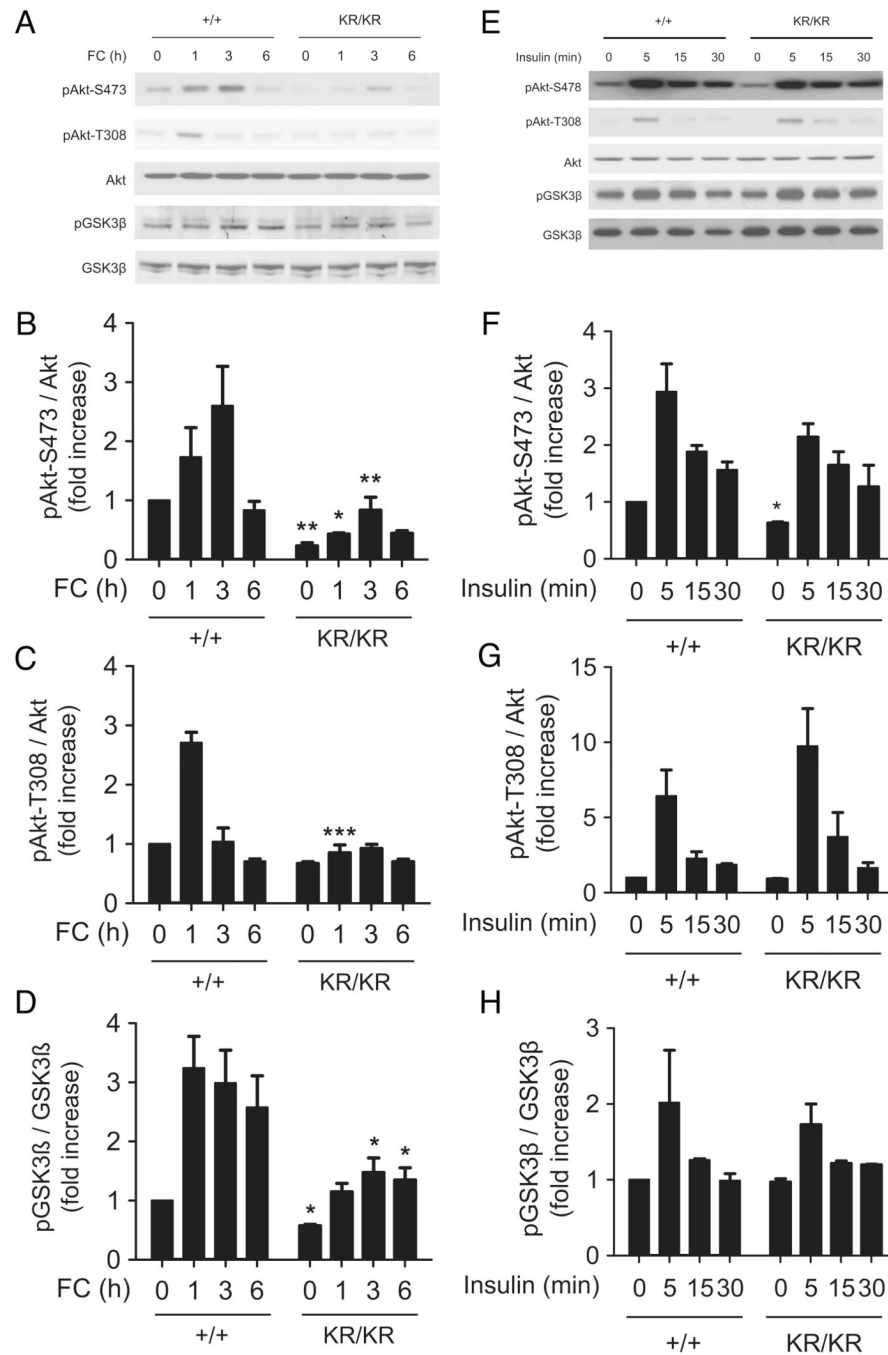 A
+/+ KR/KR
FC (h) 0 1 3 6 0 1 3 6
pAkt-S473
pAkt-T308
Akt
pGSK3β
GSK3β
E
+/+ KR/KR
Insulin (min) 0 5 15 30 0 5 15 30
pAkt-S478
pAkt-T308
Akt
pGSK3β
GSK3β
B
pAkt-S473 / Akt
(fold increase)
4
3
2
1
0
** * **
FC (h) 0 1 3 6 0 1 3 6
+/+ KR/KR
F
pAkt-S473 / Akt
(fold increase)
4
3
2
1
0
*
Insulin (min) 0 5 15 30 0 5 15 30
+/+ KR/KR
C
pAkt-T308 / Akt
(fold increase)
4
3
2
1
0
***
FC (h) 0 1 3 6 0 1 3 6
+/+ KR/KR
G
pAkt-T308 / Akt
(fold increase)
15
10
5
0
Insulin (min) 0 5 15 30 0 5 15 30
+/+ KR/KR
D
pGSK3ß / GSK3ß
(fold increase)
4
3
2
1
0
* * *
FC (h) 0 1 3 6 0 1 3 6
+/+ KR/KR
H
pGSK3β / GSK3β
(fold increase)
3
2
1
0
Insulin (min) 0 5 15 30 0 5 15 30
+/+ KR/KR